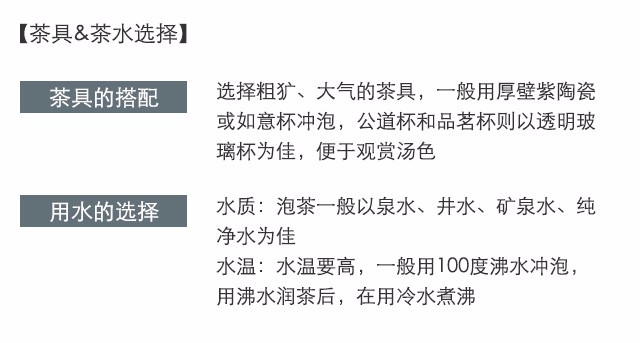 【茶具&茶水选择】
茶具的搭配
选择粗犷、大气的茶具，一般用厚壁紫陶瓷
或如意杯冲泡，公道杯和品茗杯则以透明玻
璃杯为佳，便于观赏汤色
用水的选择
水质：泡茶一般以泉水、井水、矿泉水、纯
净水为佳
水温：水温要高，一般用100度沸水冲泡，
用沸水润茶后，在用冷水煮沸